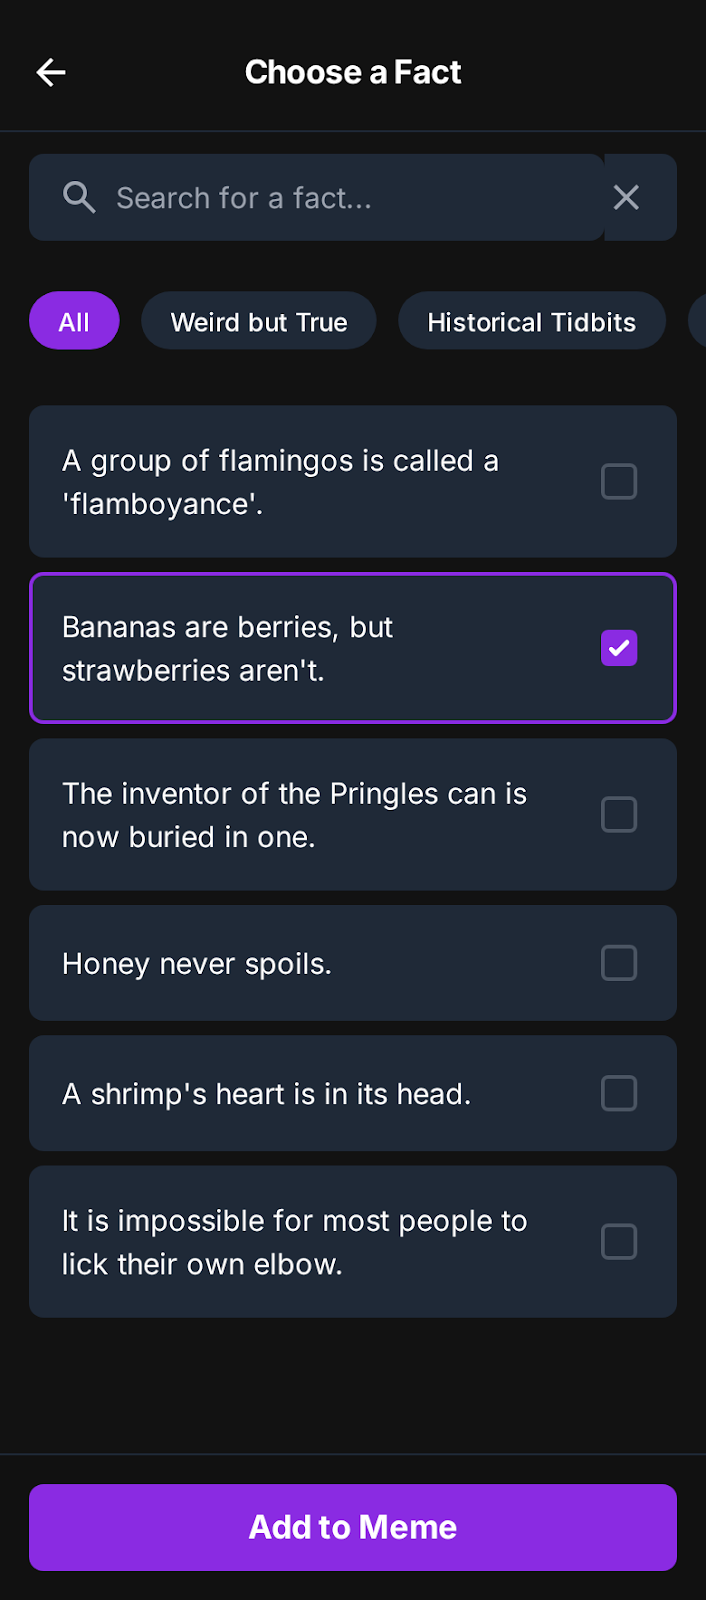 Choose a Fact
Search for a fact...
All
Weird but True
Historical Tidbits
A group of flamingos is called a
'flamboyance'.
Bananas are berries, but
strawberries aren't.
The inventor of the Pringles can is
now buried in one.
Honey never spoils.
A shrimp's heart is in its head.
It is impossible for most people to
lick their own elbow.
Add to Meme